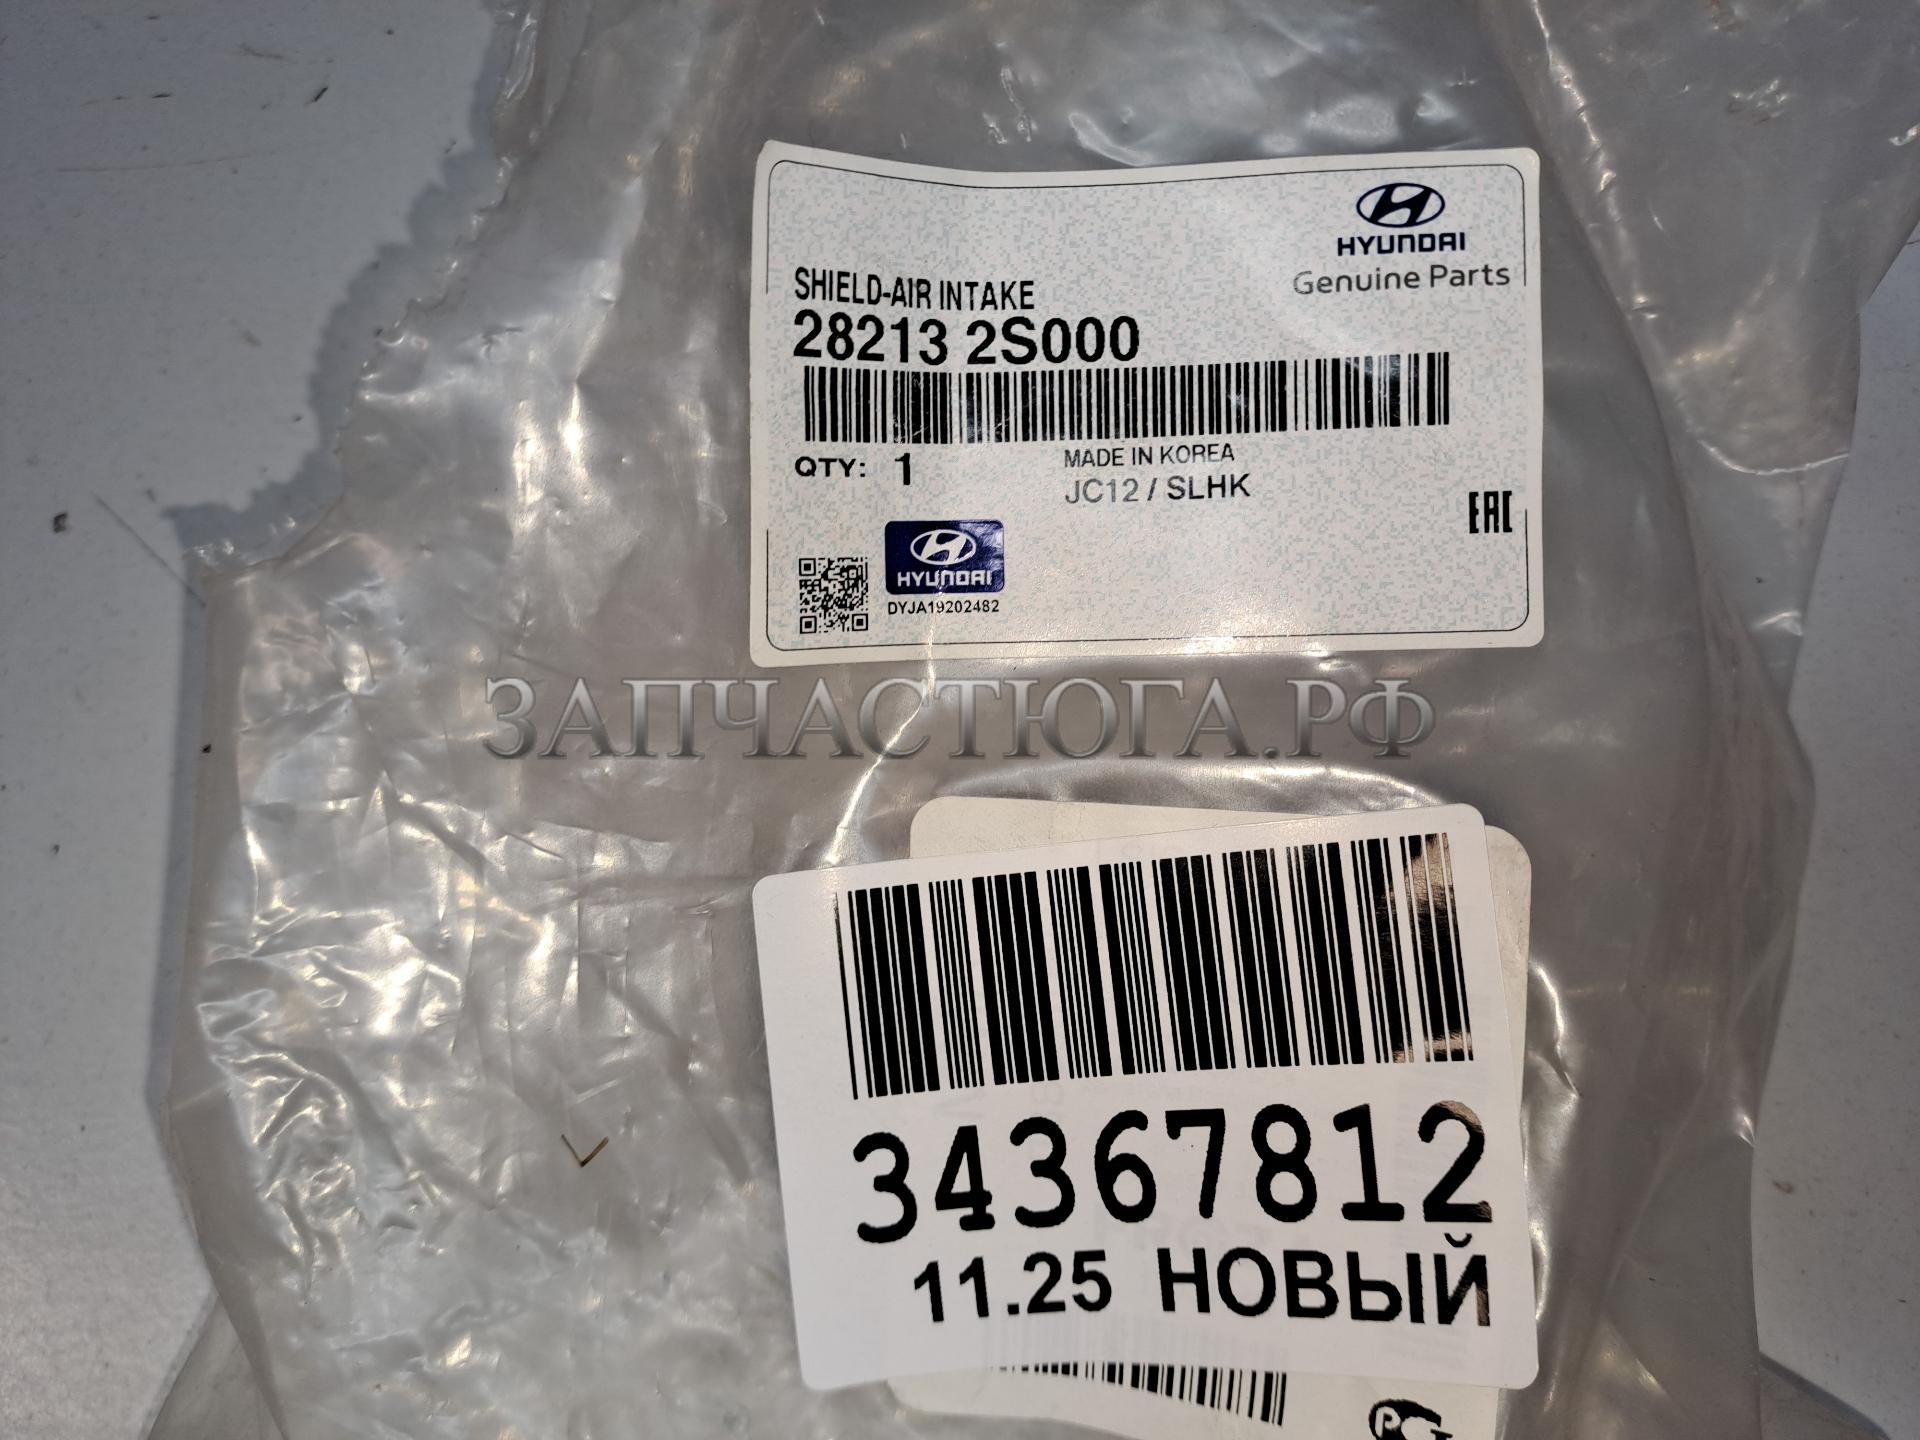 HYUNDAI
Genuine Parts
SHIELD-AIR INTAKE
28213 2S000
QTY: 1
MADE IN KOREA
JC12 / SLHK
EAC
HYUNDAI
DYJA19202482
ЗАПЧАСТЮГА.РФ
34367812
11.25 НОВЫЙ